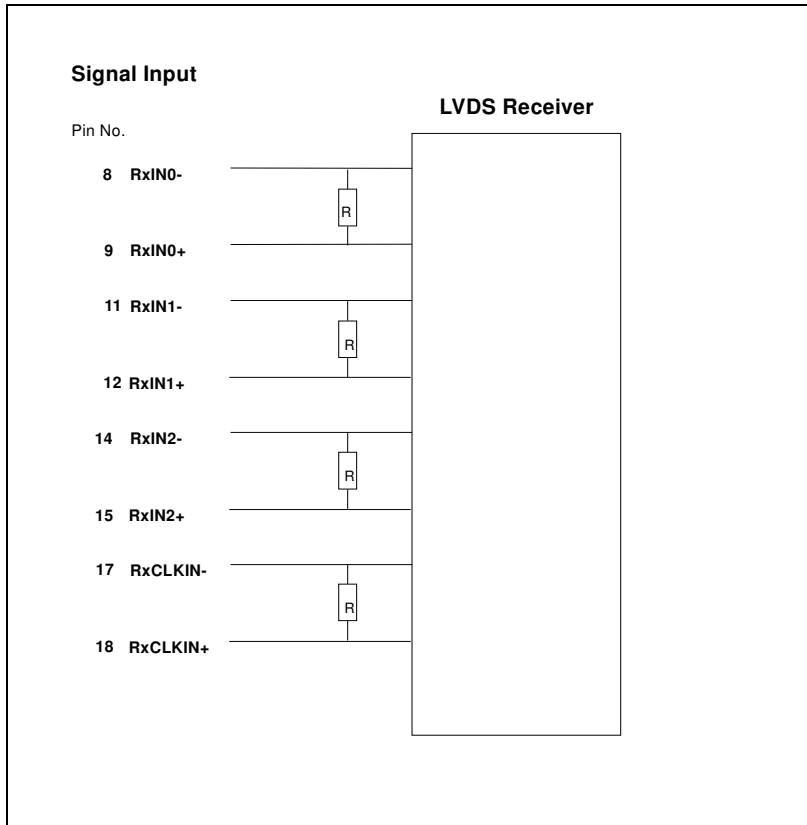 Signal Input
LVDS Receiver
Pin No.
8 RxIN0-
R
9 RxIN0+
11 RxIN1-
R
12 RxIN1+
14 RxIN2-
R
15 RxIN2+
17 RxCLKIN-
R
18 RxCLKIN+